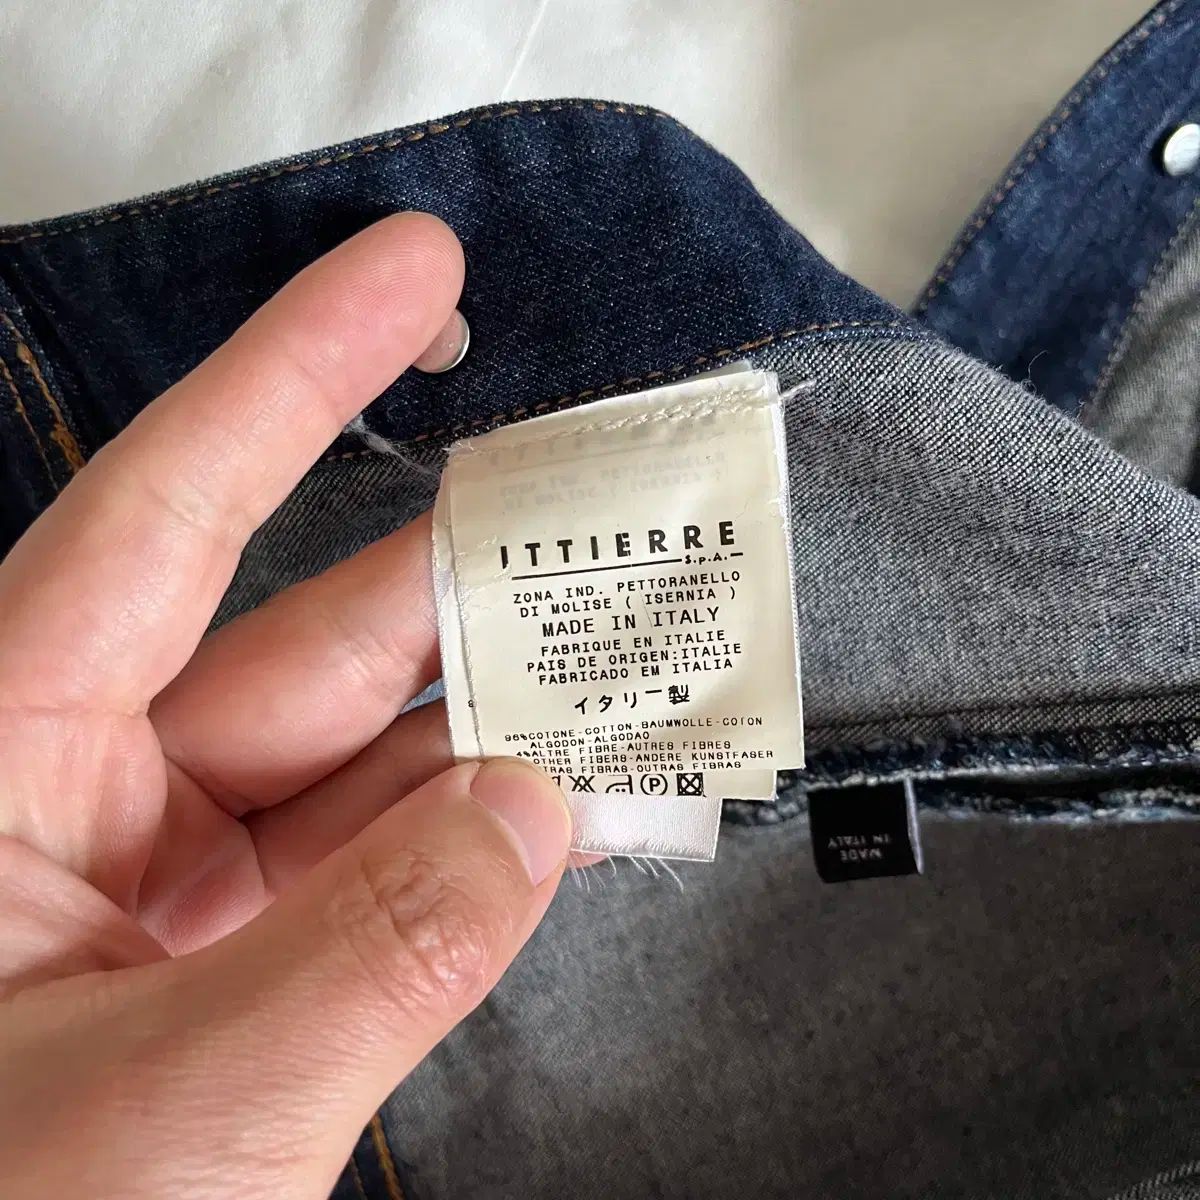 ITTIERRE
S.p.A.
ZONA IND. PETTORANELLO
DI MOLISE ( ISERNIA )
MADE IN ITALY
FABRIQUE EN ITALIE
PAIS DE ORIGEN:ITALIE
FABRICADO EM ITALIA
イタリー製
8
96%COTONE-COTTON-BAUMWOLLE-COTON
ALGODON-ALGODAO
4%ALTRE FIBRE-AUTRES FIBRES
OTHER FIBERS-ANDERE KUNSTFASER
TRAS FIBRAS-OUTRAS FIBRAS
P
MADE
IN ITALY